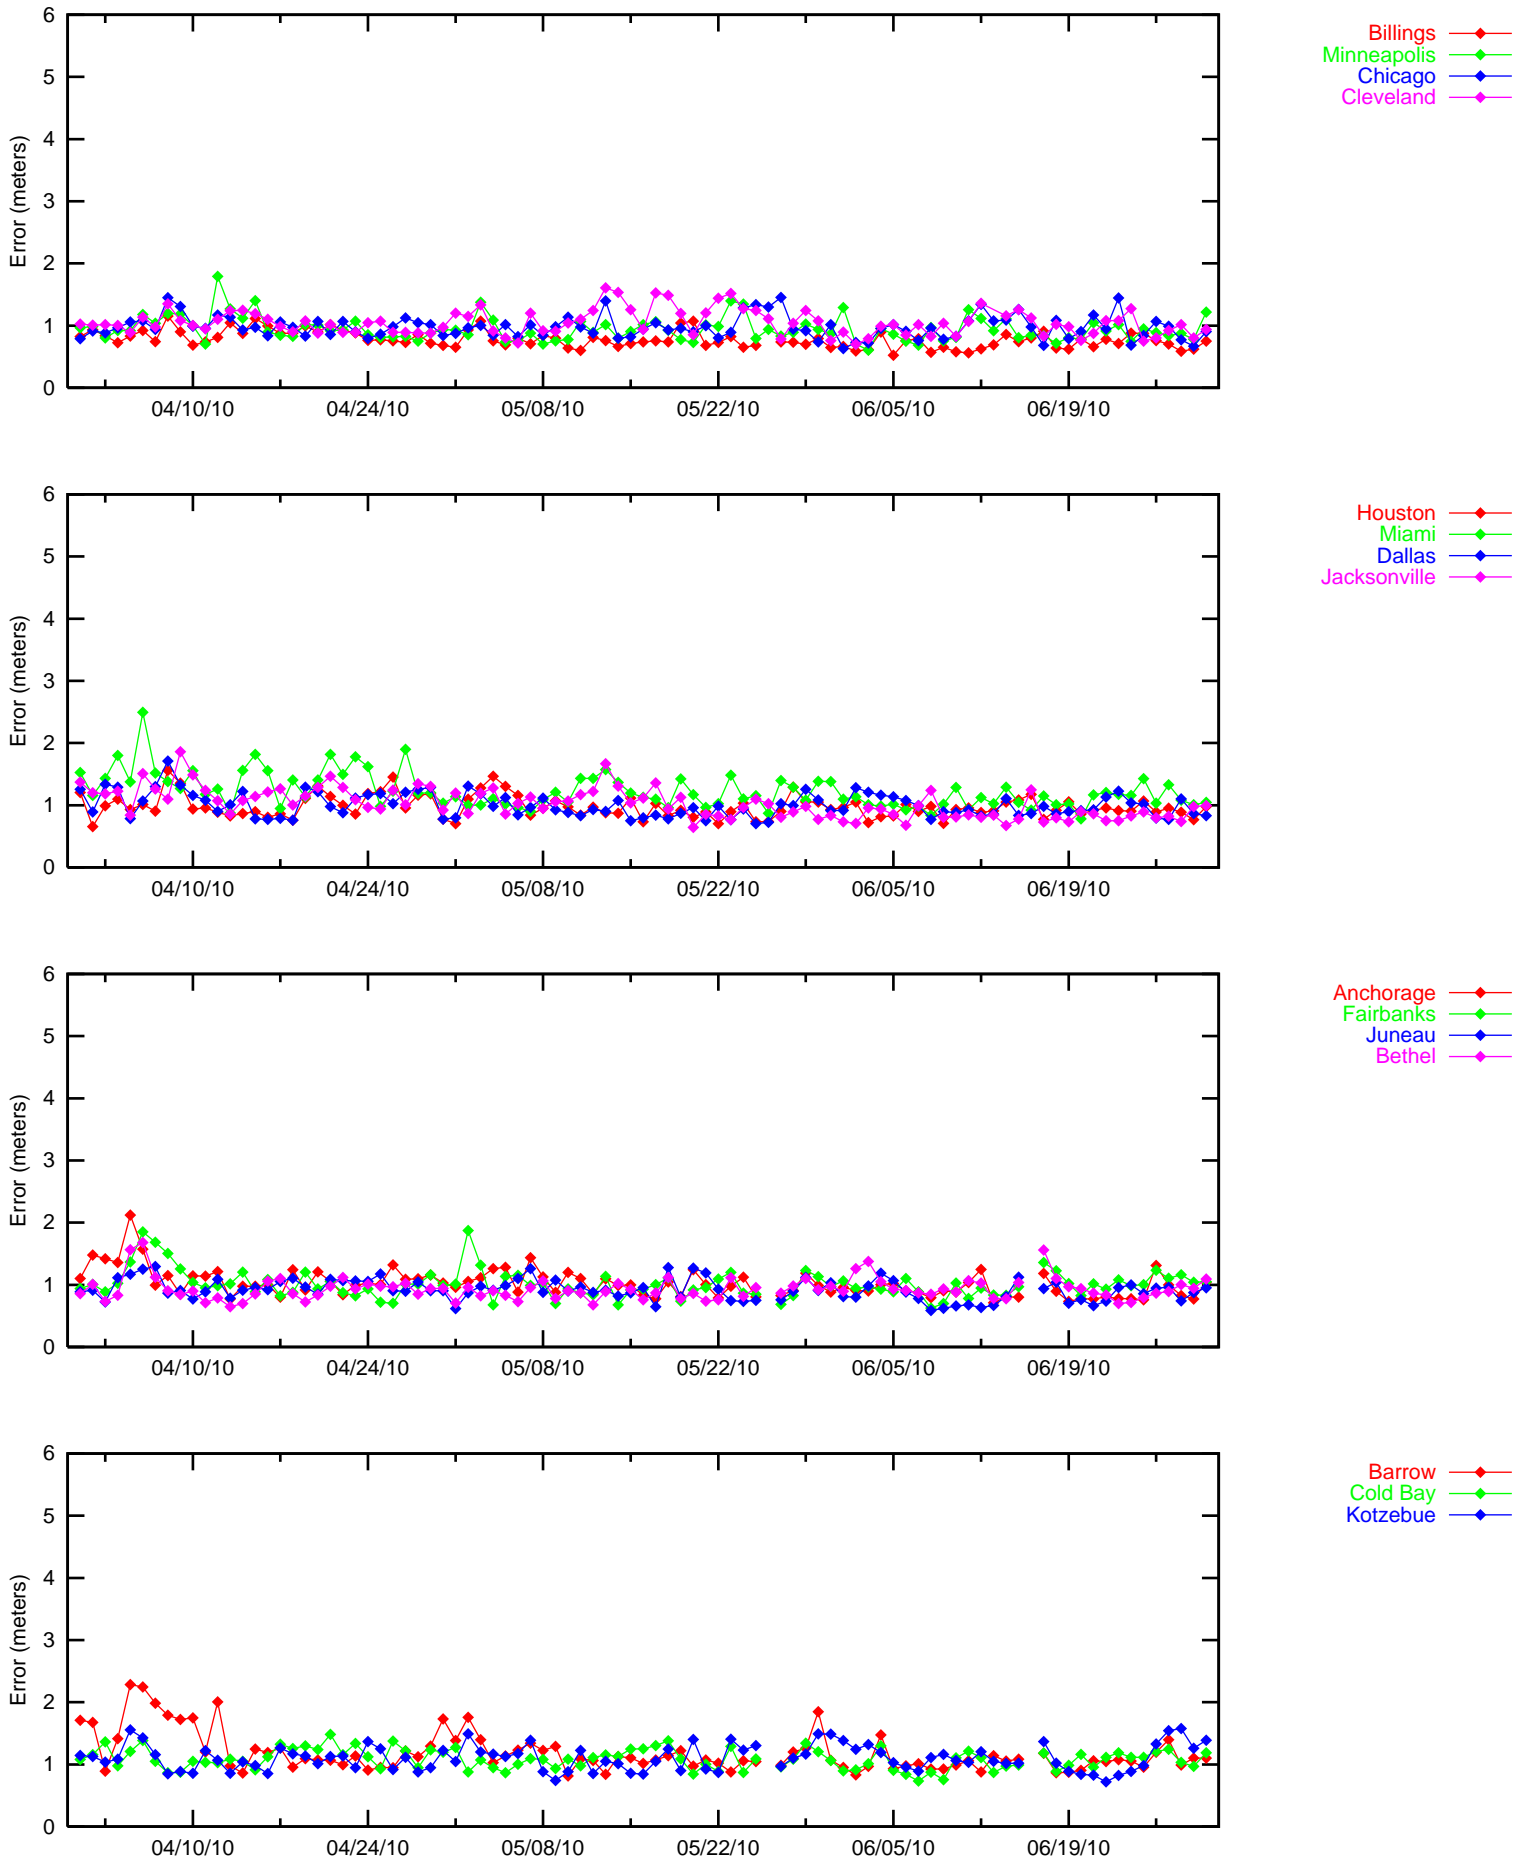 6
5
4
3
2
1
0
Error (meters)
04/10/10 04/24/10 05/08/10 05/22/10 06/05/10 06/19/10
Billings
Minneapolis
Chicago
Cleveland
6
5
4
3
2
1
0
Error (meters)
04/10/10 04/24/10 05/08/10 05/22/10 06/05/10 06/19/10
Houston
Miami
Dallas
Jacksonville
6
5
4
3
2
1
0
Error (meters)
04/10/10 04/24/10 05/08/10 05/22/10 06/05/10 06/19/10
Anchorage
Fairbanks
Juneau
Bethel
6
5
4
3
2
1
0
Error (meters)
04/10/10 04/24/10 05/08/10 05/22/10 06/05/10 06/19/10
Barrow
Cold Bay
Kotzebue